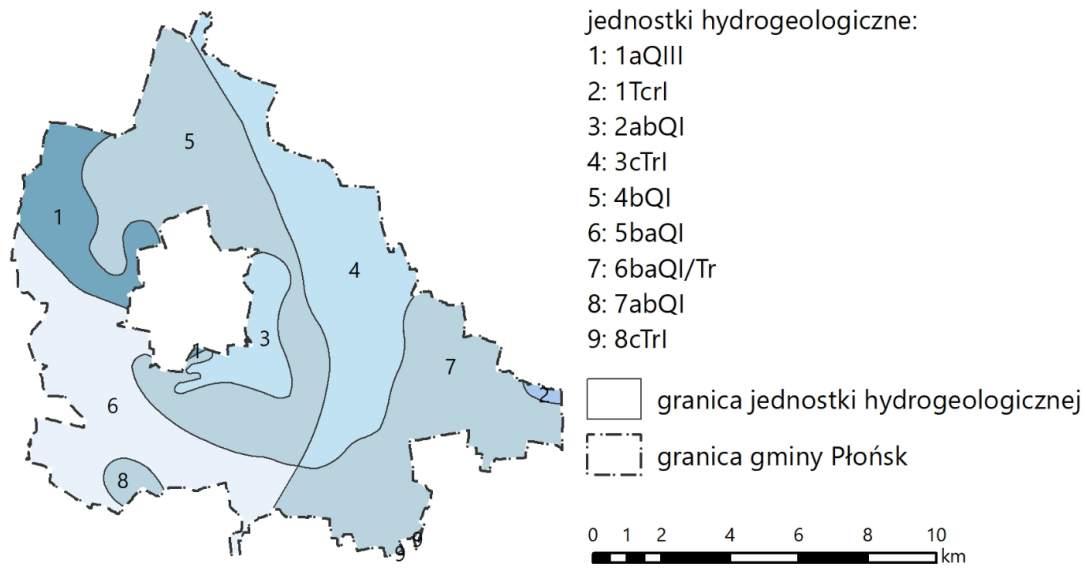 jednostki hydrogeologiczne:
1: 1aQIII
2: 1TcrI
3: 2abQI
4: 3cTrI
5: 4bQI
6: 5baQI
7: 6baQI/Tr
8: 7abQI
9: 8cTrI
granica jednostki hydrogeologicznej
granica gminy Płońsk
0 1 2 4 6 8 10
km
5
1
4
3
1
7
2
6
8
9
9